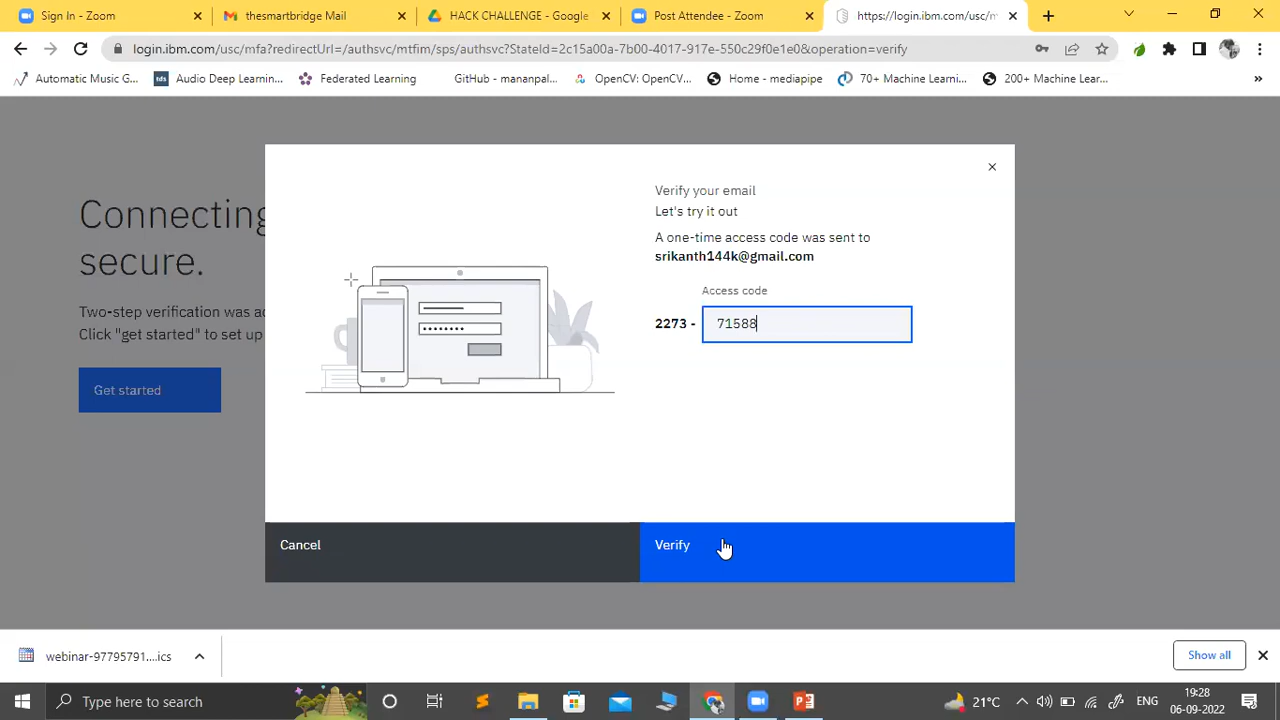 Sign In - Zoom
thesmartbridge Mail
HACK CHALLENGE - Google
Post Attendee - Zoom
https://login.ibm.com/usc/m
login.ibm.com/usc/mfa?redirectUrl=/authsvc/mtfim/sps/authsvc?StateId=2c15a00a-7b00-4017-917e-550c29f0e1e0&operation=verify
Automatic Music G...
tds
Audio Deep Learnin...
Federated Learning
GitHub - mananpal...
OpenCV: OpenCV...
Home - mediapipe
70+ Machine Learni...
200+ Machine Lear...
»
Connecting
secure.
Two-step verification was ac
Click "get started" to set up
Get started
Verify your email
Let's try it out
A one-time access code was sent to
srikanth144k@gmail.com
Access code
2273 - 71588
Cancel
Verify
webinar-97795791....ics
Show all
Type here to search
21°C
ENG
19:28
06-09-2022